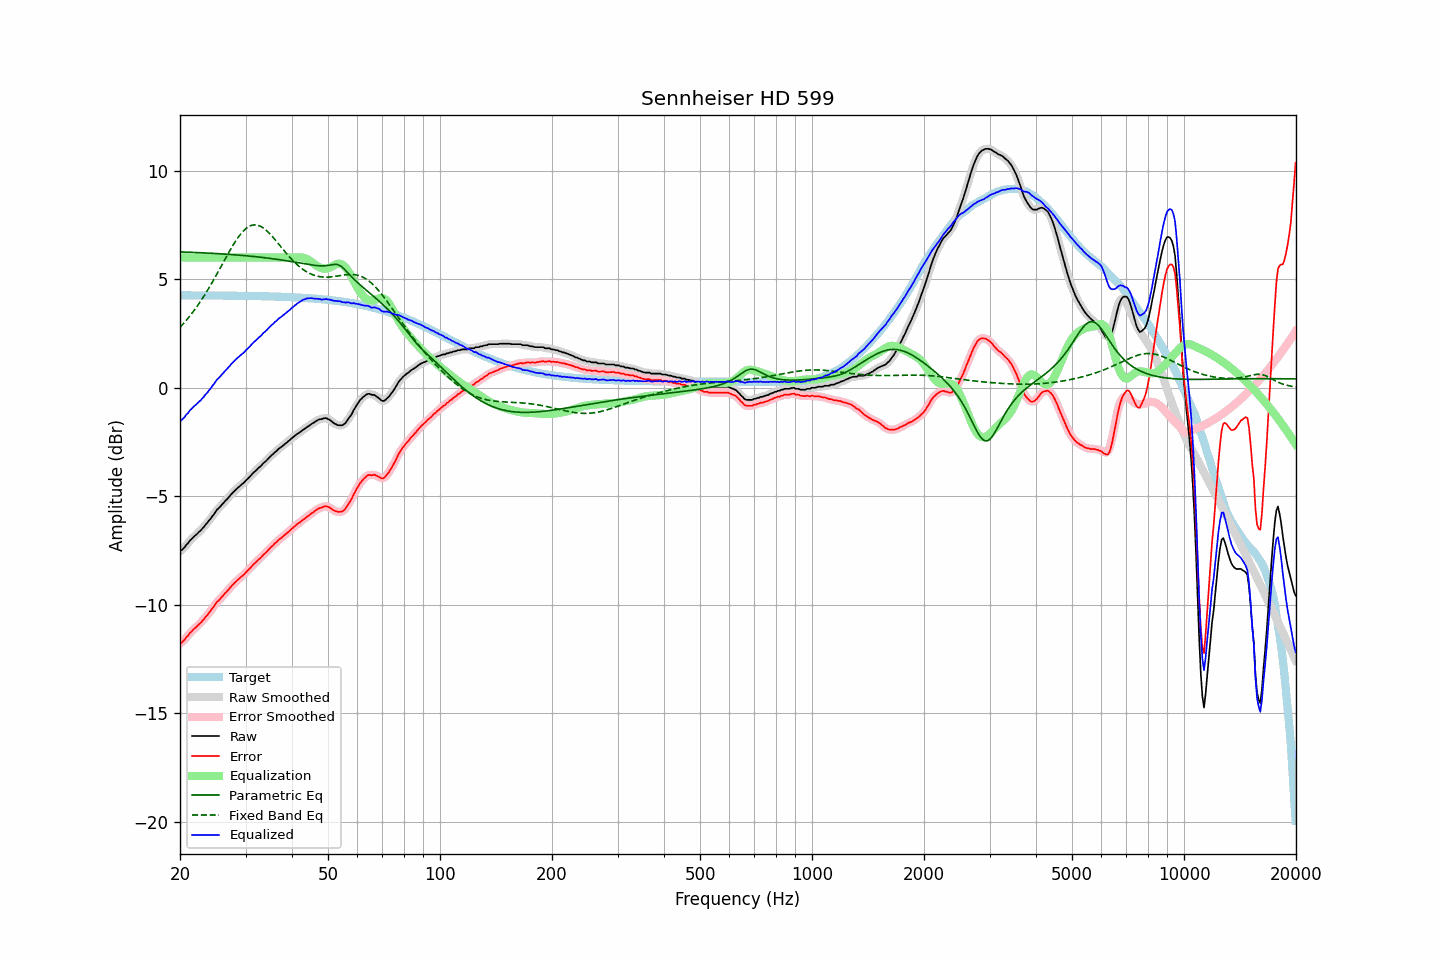 Sennheiser HD 599
10
5
0
−5
−10
−15
−20
Amplitude (dBr)
Target
Raw Smoothed
Error Smoothed
Raw
Error
Equalization
Parametric Eq
Fixed Band Eq
Equalized
20 50 100 200 500 1000 2000 5000 10000 20000
Frequency (Hz)